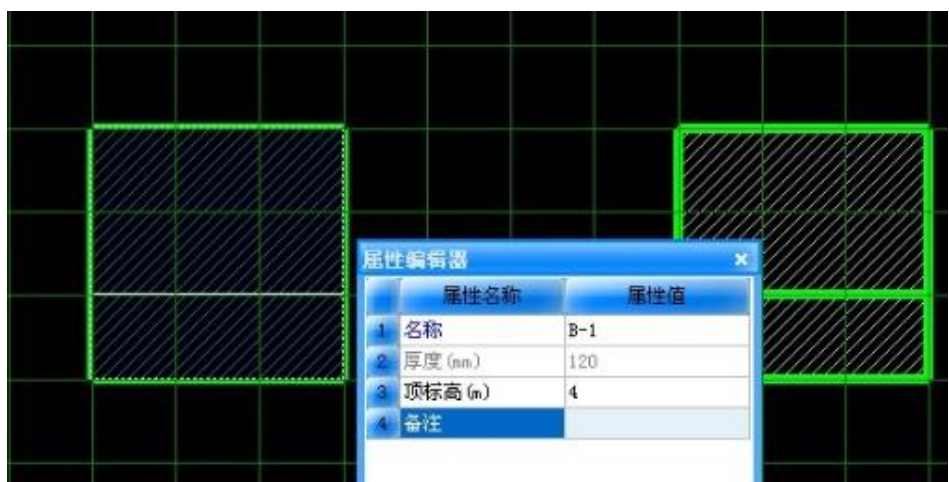 属性编辑器
属性名称 属性值
1 名称 B-1
2 厚度(mm) 120
3 顶标高(m) 4
4 备注